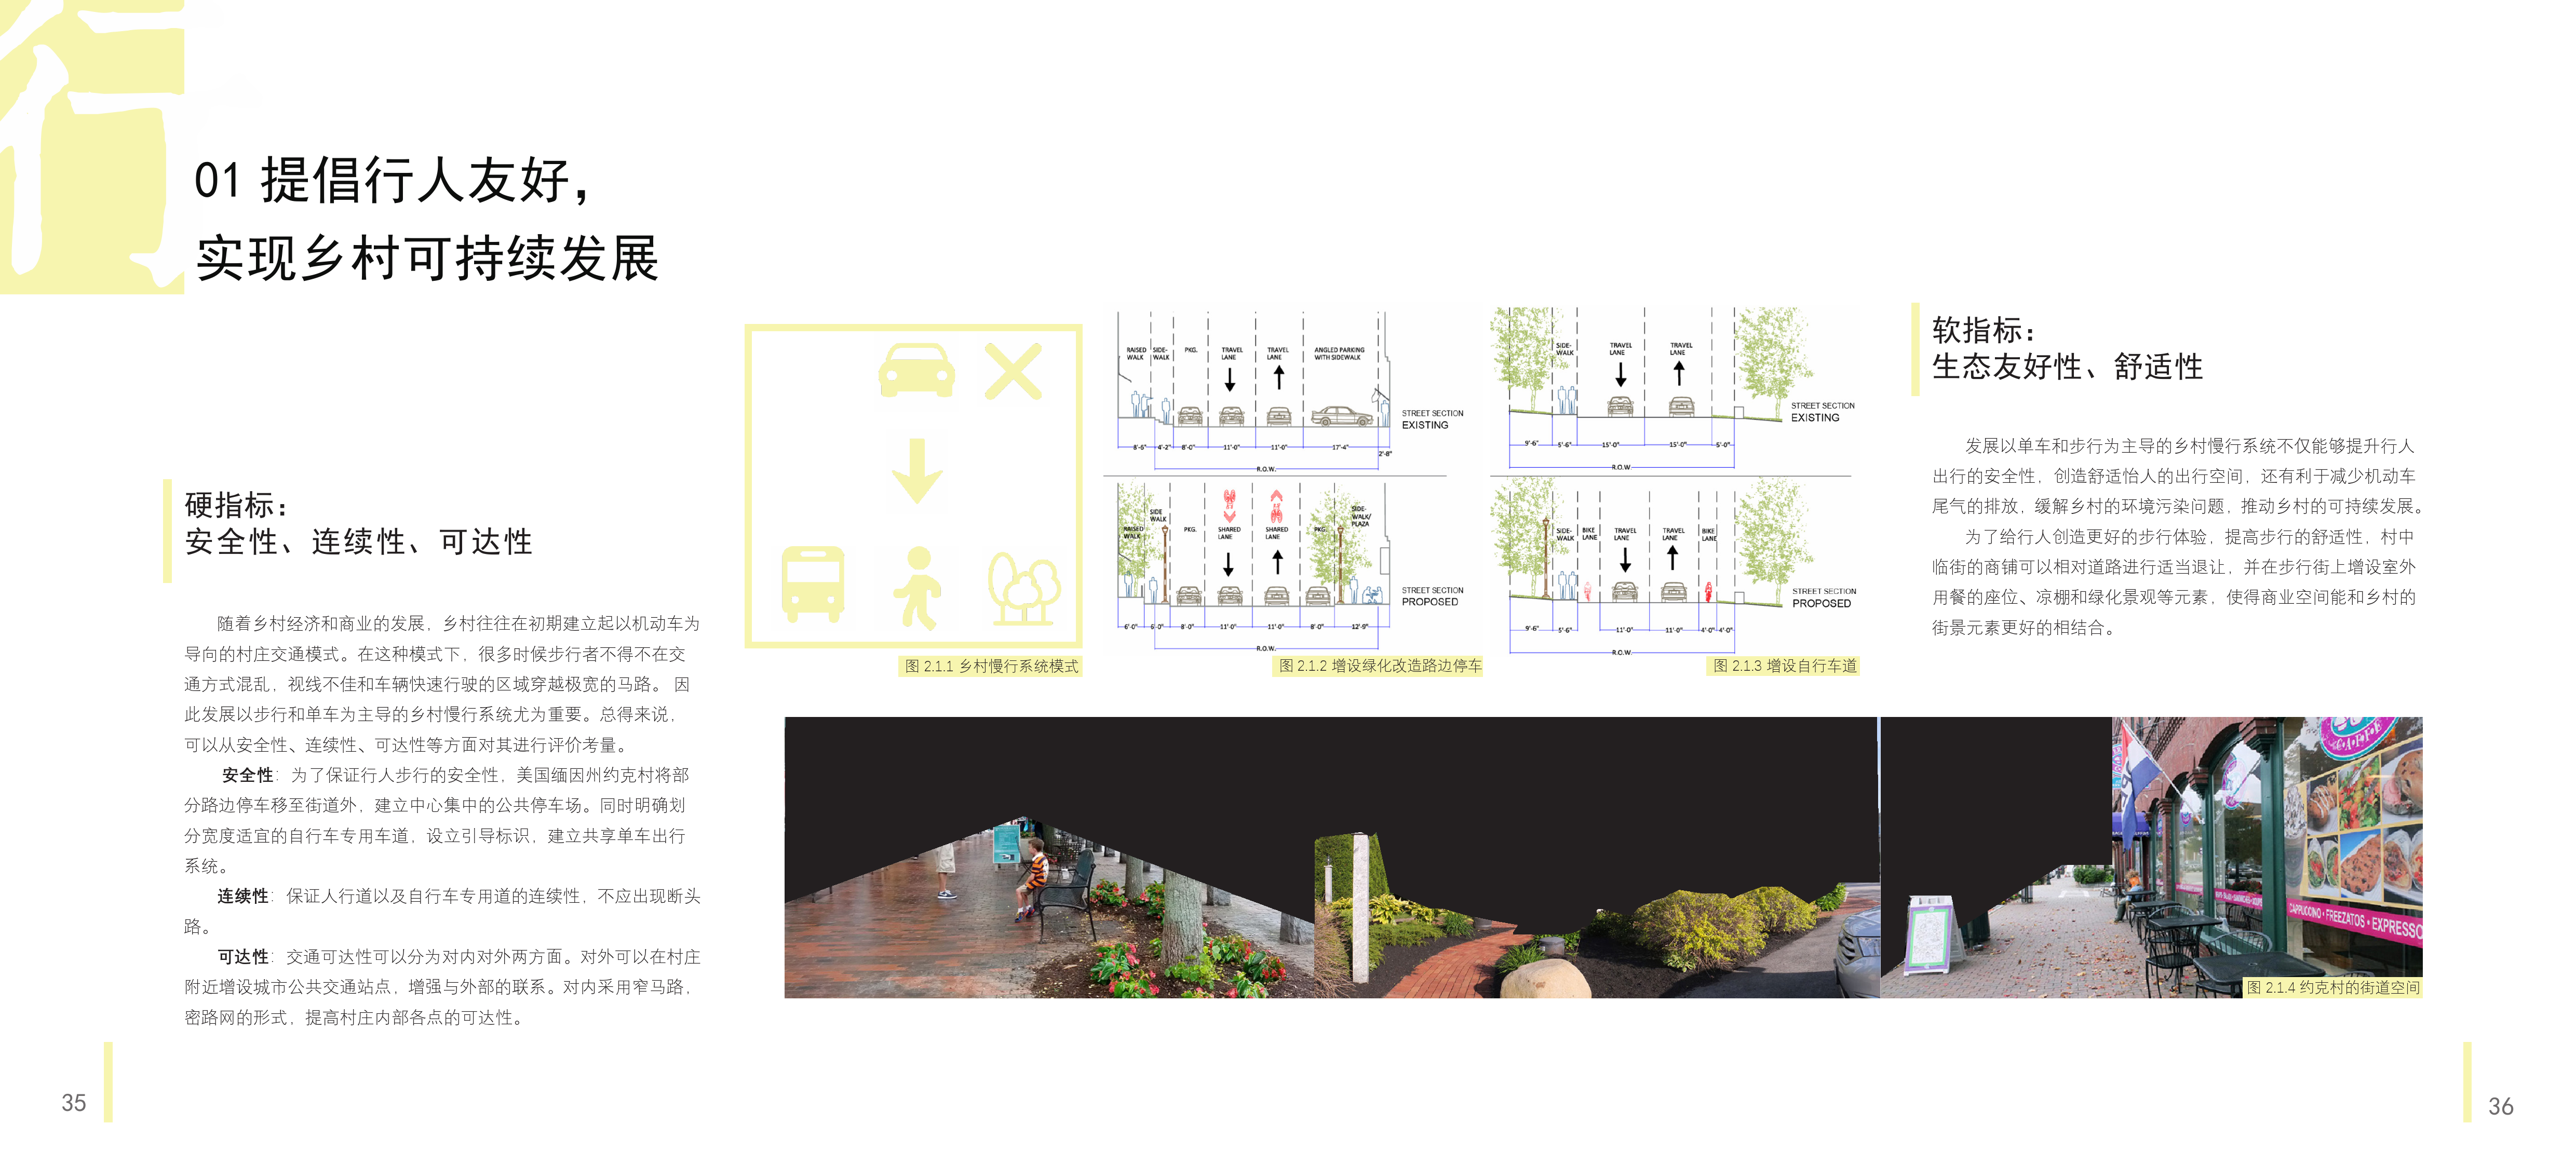 行
01 提倡行人友好，
实现乡村可持续发展
硬指标：
安全性、连续性、可达性
随着乡村经济和商业的发展，乡村往往在初期建立起以机动车为
导向的村庄交通模式。在这种模式下，很多时候步行者不得不在交
通方式混乱，视线不佳和车辆快速行驶的区域穿越极宽的马路。 因
此发展以步行和单车为主导的乡村慢行系统尤为重要。总得来说，
可以从安全性、连续性、可达性等方面对其进行评价考量。
安全性：为了保证行人步行的安全性，美国缅因州约克村将部
分路边停车移至街道外，建立中心集中的公共停车场。同时明确划
分宽度适宜的自行车专用车道，设立引导标识，建立共享单车出行
系统。
连续性：保证人行道以及自行车专用道的连续性，不应出现断头
路。
可达性：交通可达性可以分为对内对外两方面。对外可以在村庄
附近增设城市公共交通站点，增强与外部的联系。对内采用窄马路，
密路网的形式，提高村庄内部各点的可达性。
35
图 2.1.1 乡村慢行系统模式
RAISED WALK
SIDE-WALK
PKG.
TRAVEL LANE
TRAVEL LANE
ANGLED PARKING WITH SIDEWALK
STREET SECTION
EXISTING
8'-6" 4'-2" 8'-0" 11'-0" 11'-0" 17'-4"
2'-8"
R.O.W.
RAISED WALK
SIDE WALK
PKG.
SHARED LANE
SHARED LANE
PKG.
SIDE-WALK/PLAZA
STREET SECTION
PROPOSED
6'-0" 6'-0" 8'-0" 11'-0" 11'-0" 8'-0" 12'-9"
R.O.W.
图 2.1.2 增设绿化改造路边停车
SIDE-WALK
TRAVEL LANE
TRAVEL LANE
STREET SECTION
EXISTING
9'-6" 5'-6" 15'-0" 15'-0" 5'-0"
R.O.W
SIDE-WALK
BIKE LANE
TRAVEL LANE
TRAVEL LANE
BIKE LANE
STREET SECTION
PROPOSED
9'-6" 5'-6" 11'-0" 11'-0" 4'-0" 4'-0"
R.O.W.
图 2.1.3 增设自行车道
软指标：
生态友好性、舒适性
发展以单车和步行为主导的乡村慢行系统不仅能够提升行人
出行的安全性，创造舒适怡人的出行空间，还有利于减少机动车
尾气的排放，缓解乡村的环境污染问题，推动乡村的可持续发展。
为了给行人创造更好的步行体验，提高步行的舒适性，村中
临街的商铺可以相对道路进行适当退让，并在步行街上增设室外
用餐的座位、凉棚和绿化景观等元素，使得商业空间能和乡村的
街景元素更好的相结合。
CAFFE
CAPPUCCINO • FREEZATOS • EXPRESSO
图 2.1.4 约克村的街道空间
36